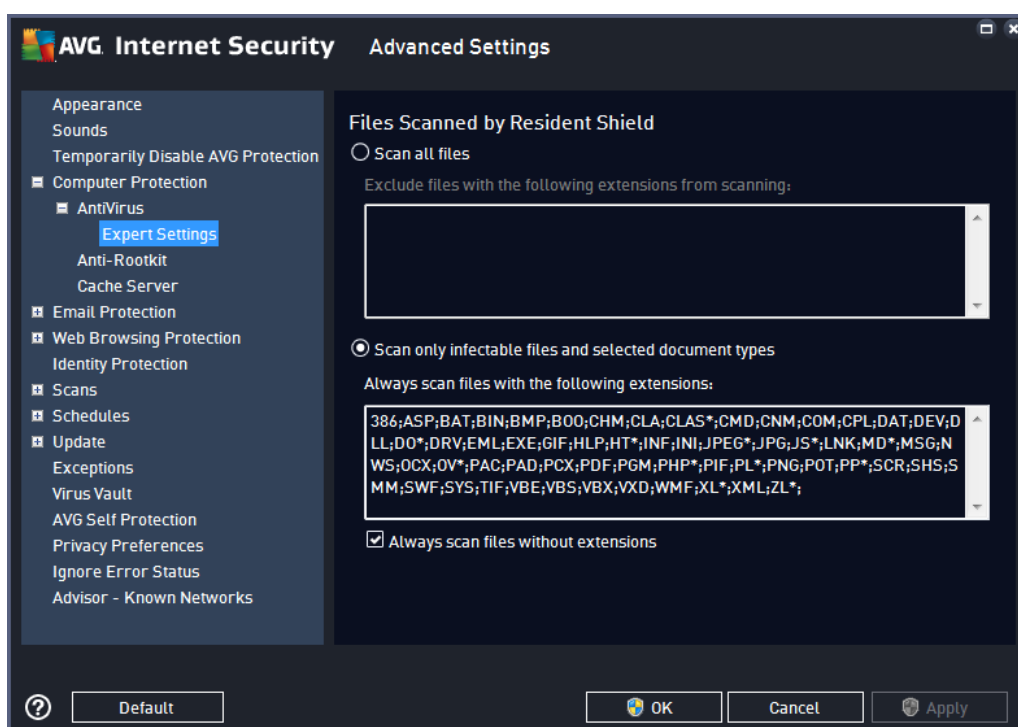 AVG. Internet Security Advanced Settings
Appearance
Sounds
Temporarily Disable AVG Protection
Computer Protection
AntiVirus
Expert Settings
Anti-Rootkit
Cache Server
Email Protection
Web Browsing Protection
Identity Protection
Scans
Schedules
Update
Exceptions
Virus Vault
AVG Self Protection
Privacy Preferences
Ignore Error Status
Advisor - Known Networks
Files Scanned by Resident Shield
Scan all files
Exclude files with the following extensions from scanning:
Scan only infectable files and selected document types
Always scan files with the following extensions:
386;ASP;BAT;BIN;BMP;BOO;CHM;CLA;CLAS*;CMD;CNM;COM;CPL;DAT;DEV;D
LL;DO*;DRV;EML;EXE;GIF;HLP;HT*;INF;INI;JPEG*;JPG;JS*;LNK;MD*;MSG;N
WS;OCX;OV*;PAC;PAD;PCX;PDF;PGM;PHP*;PIF;PL*;PNG;POT;PP*;SCR;SHS;S
MM;SWF;SYS;TIF;VBE;VBS;VBX;VXD;WMF;XL*;XML;ZL*;
Always scan files without extensions
? Default OK Cancel Apply